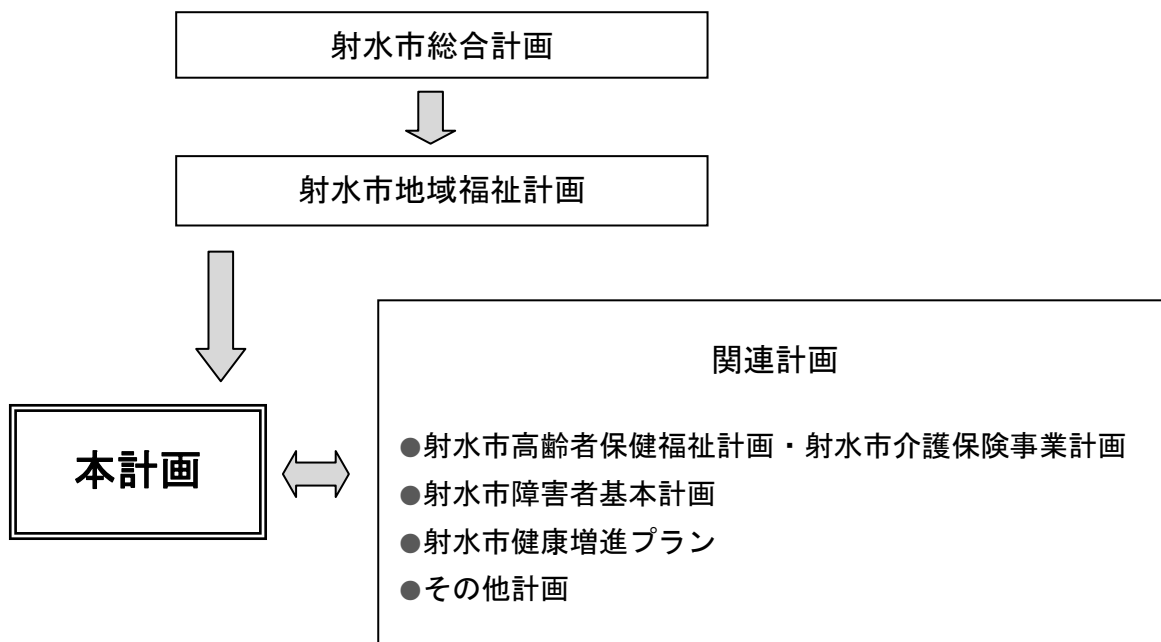 射水市総合計画
射水市地域福祉計画
本計画
関連計画
●射水市高齢者保健福祉計画・射水市介護保険事業計画
●射水市障害者基本計画
●射水市健康増進プラン
●その他計画